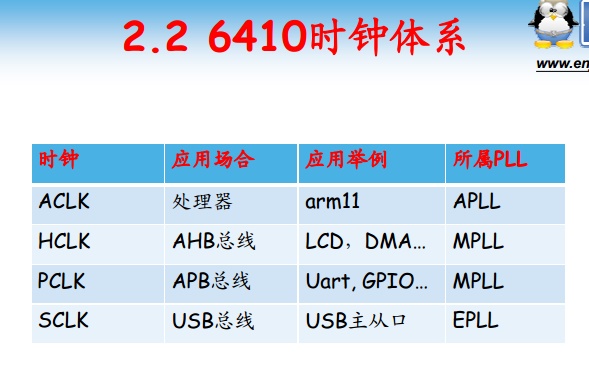 2.2 6410时钟体系
www.en
时钟 应用场合 应用举例 所属PLL
ACLK 处理器 arm11 APLL
HCLK AHB总线 LCD，DMA... MPLL
PCLK APB总线 Uart, GPIO... MPLL
SCLK USB总线 USB主从口 EPLL